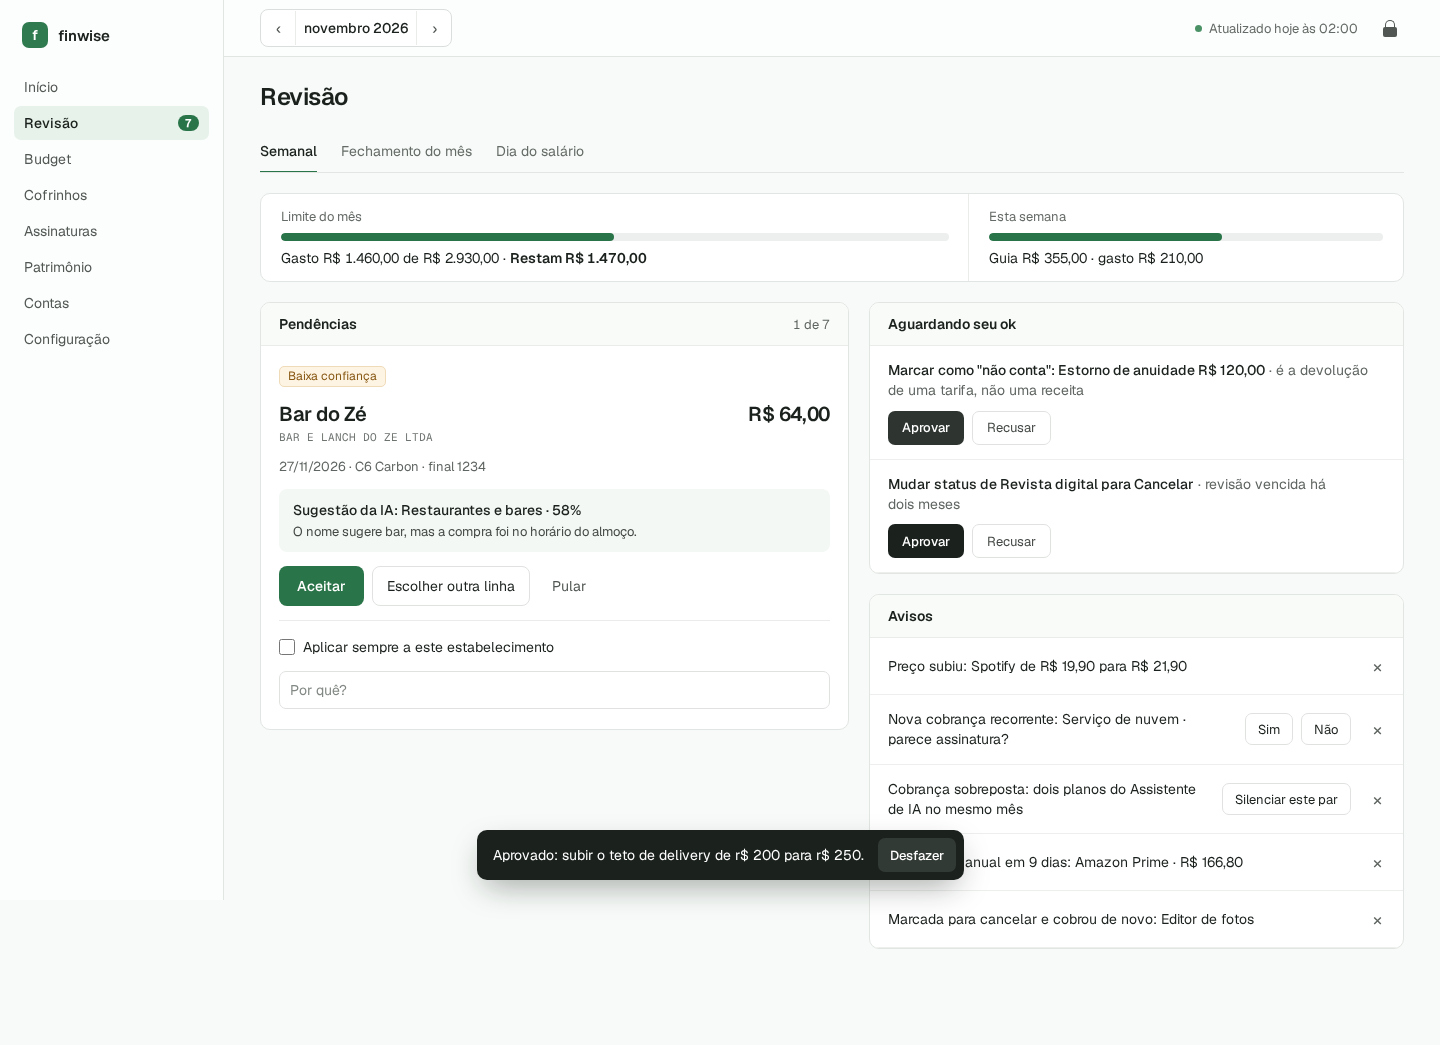 f finwise
Início
Revisão 7
Budget
Cofrinhos
Assinaturas
Patrimônio
Contas
Configuração
‹ novembro 2026 ›
Atualizado hoje às 02:00
Revisão
Semanal Fechamento do mês Dia do salário
Limite do mês
Gasto R$ 1.460,00 de R$ 2.930,00 · Restam R$ 1.470,00
Esta semana
Guia R$ 355,00 · gasto R$ 210,00
Pendências 1 de 7
Baixa confiança
Bar do Zé R$ 64,00
BAR E LANCH DO ZE LTDA
27/11/2026 · C6 Carbon · final 1234
Sugestão da IA: Restaurantes e bares · 58%
O nome sugere bar, mas a compra foi no horário do almoço.
Aceitar Escolher outra linha Pular
Aplicar sempre a este estabelecimento
Por quê?
Aguardando seu ok
Marcar como "não conta": Estorno de anuidade R$ 120,00 · é a devolução
de uma tarifa, não uma receita
Aprovar Recusar
Mudar status de Revista digital para Cancelar · revisão vencida há
dois meses
Aprovar Recusar
Avisos
Preço subiu: Spotify de R$ 19,90 para R$ 21,90 ×
Nova cobrança recorrente: Serviço de nuvem ·
parece assinatura?
Sim Não ×
Cobrança sobreposta: dois planos do Assistente
de IA no mesmo mês
Silenciar este par ×
anual em 9 dias: Amazon Prime · R$ 166,80 ×
Aprovado: subir o teto de delivery de r$ 200 para r$ 250. Desfazer
Marcada para cancelar e cobrou de novo: Editor de fotos ×